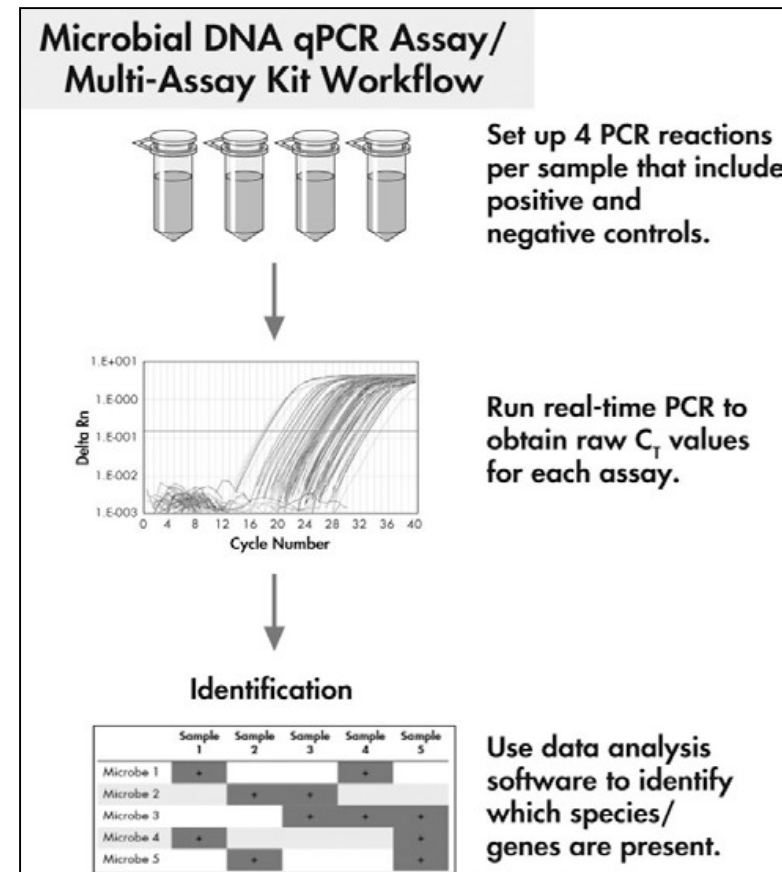 Microbial DNA qPCR Assay/
Multi-Assay Kit Workflow
Set up 4 PCR reactions
per sample that include
positive and
negative controls.
1.E+001
1.E-000
1.E-001
1.E-002
1.E-003
Delta Rn
0 4 8 12 16 20 24 28 32 36 40
Cycle Number
Run real-time PCR to
obtain raw CT values
for each assay.
Identification
Sample 1 Sample 2 Sample 3 Sample 4 Sample 5
Microbe 1 + +
Microbe 2 + +
Microbe 3 + + +
Microbe 4 + +
Microbe 5 + +
Use data analysis
software to identify
which species/
genes are present.